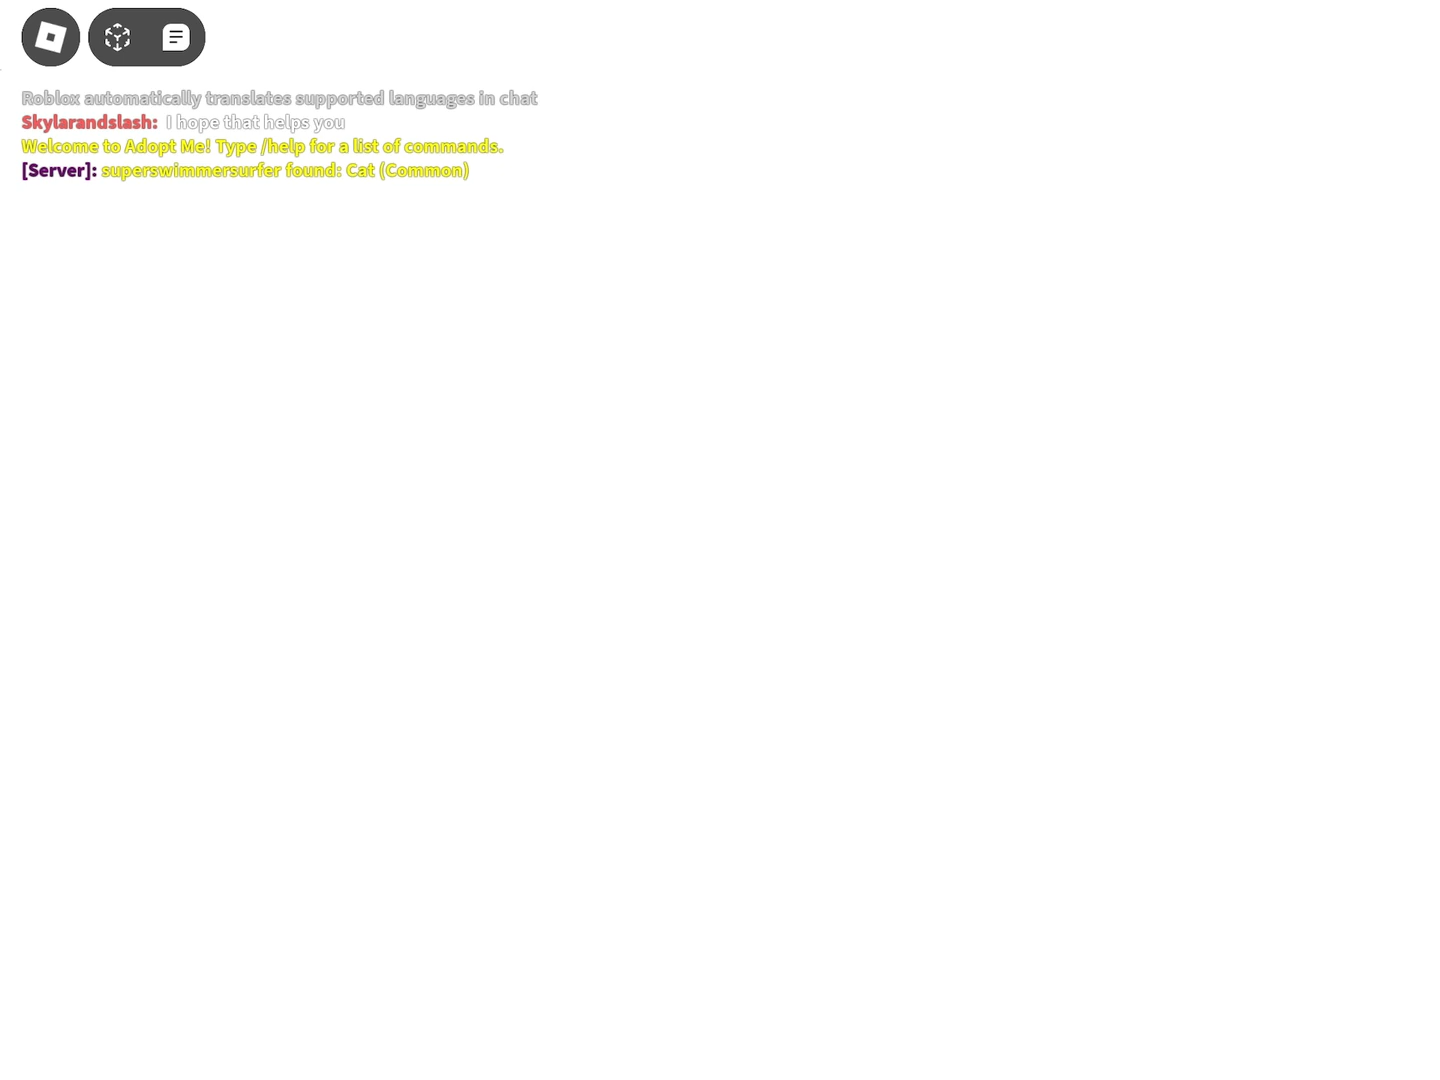 Roblox automatically translates supported languages in chat
Skylarandslash: I hope that helps you
Welcome to Adopt Me! Type /help for a list of commands.
[Server]: superswimmersurfer found: Cat (Common)